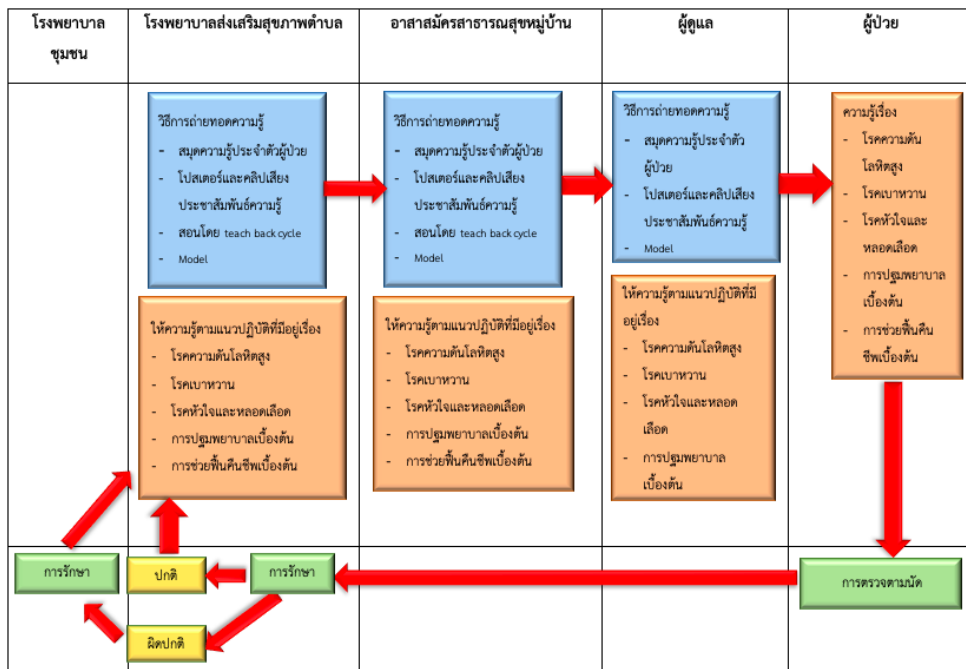 โรงพยาบาล
ชุมชน
โรงพยาบาลส่งเสริมสุขภาพตำบล
อาสาสมัครสาธารณสุขหมู่บ้าน
ผู้ดูแล
ผู้ป่วย
วิธีการถ่ายทอดความรู้
- สมุดความรู้ประจำตัวผู้ป่วย
- โปสเตอร์และคลิปเสียง
ประชาสัมพันธ์ความรู้
- สอนโดย teach back cycle
- Model
วิธีการถ่ายทอดความรู้
- สมุดความรู้ประจำตัวผู้ป่วย
- โปสเตอร์และคลิปเสียง
ประชาสัมพันธ์ความรู้
- สอนโดย teach back cycle
- Model
วิธีการถ่ายทอดความรู้
- สมุดความรู้ประจำตัว
ผู้ป่วย
- โปสเตอร์และคลิปเสียง
ประชาสัมพันธ์ความรู้
- Model
ความรู้เรื่อง
- โรคความดัน
โลหิตสูง
- โรคเบาหวาน
- โรคหัวใจและ
หลอดเลือด
- การปฐมพยาบาล
เบื้องต้น
- การช่วยฟื้นคืน
ชีพเบื้องต้น
ให้ความรู้ตามแนวปฏิบัติที่มีอยู่เรื่อง
- โรคความดันโลหิตสูง
- โรคเบาหวาน
- โรคหัวใจและหลอดเลือด
- การปฐมพยาบาลเบื้องต้น
- การช่วยฟื้นคืนชีพเบื้องต้น
ให้ความรู้ตามแนวปฏิบัติที่มีอยู่เรื่อง
- โรคความดันโลหิตสูง
- โรคเบาหวาน
- โรคหัวใจและหลอดเลือด
- การปฐมพยาบาลเบื้องต้น
- การช่วยฟื้นคืนชีพเบื้องต้น
ให้ความรู้ตามแนวปฏิบัติที่มี
อยู่เรื่อง
- โรคความดันโลหิตสูง
- โรคเบาหวาน
- โรคหัวใจและหลอด
เลือด
- การปฐมพยาบาล
เบื้องต้น
การรักษา
ปกติ
การรักษา
การตรวจตามนัด
ผิดปกติ